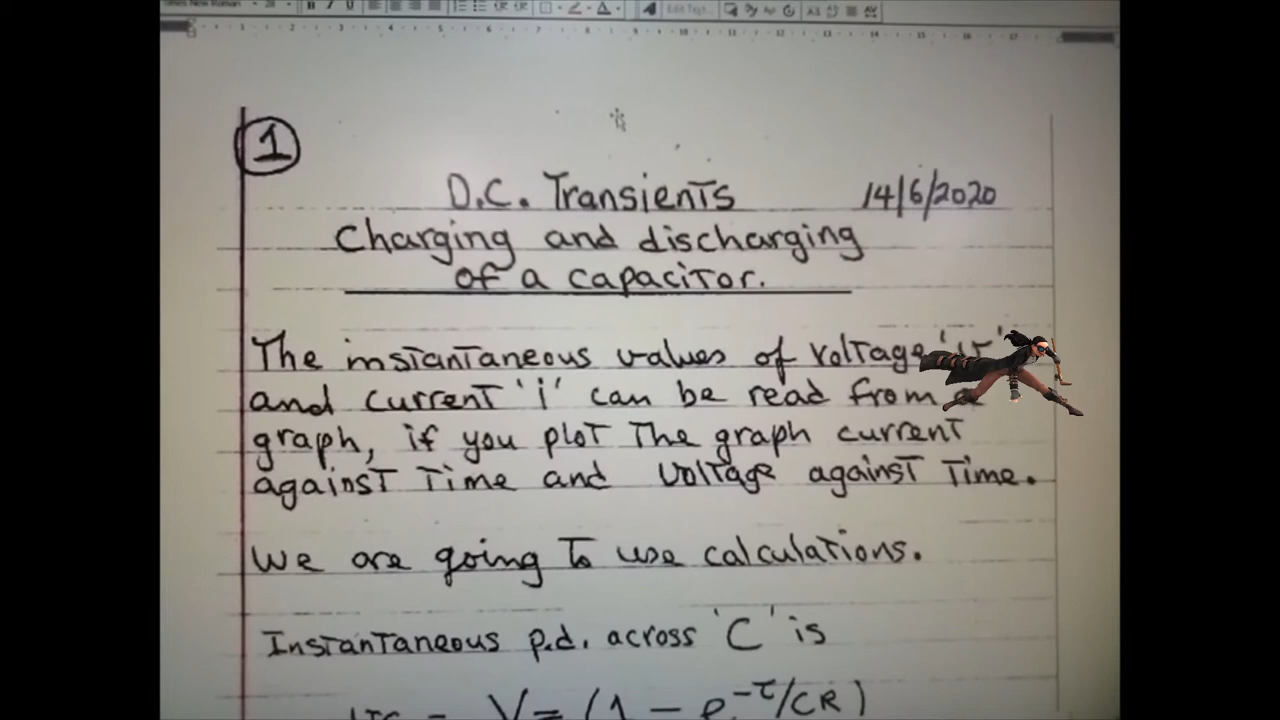 1
D.C. Transients 14/6/2020
Charging and discharging
of a capacitor.
The instantaneous values of voltage 'v'
and current 'i' can be read from a
graph, if you plot the graph current
against time and voltage against time.
We are going to use calculations.
Instantaneous p.d. across 'C' is
= V = (1 - e-t/CR)